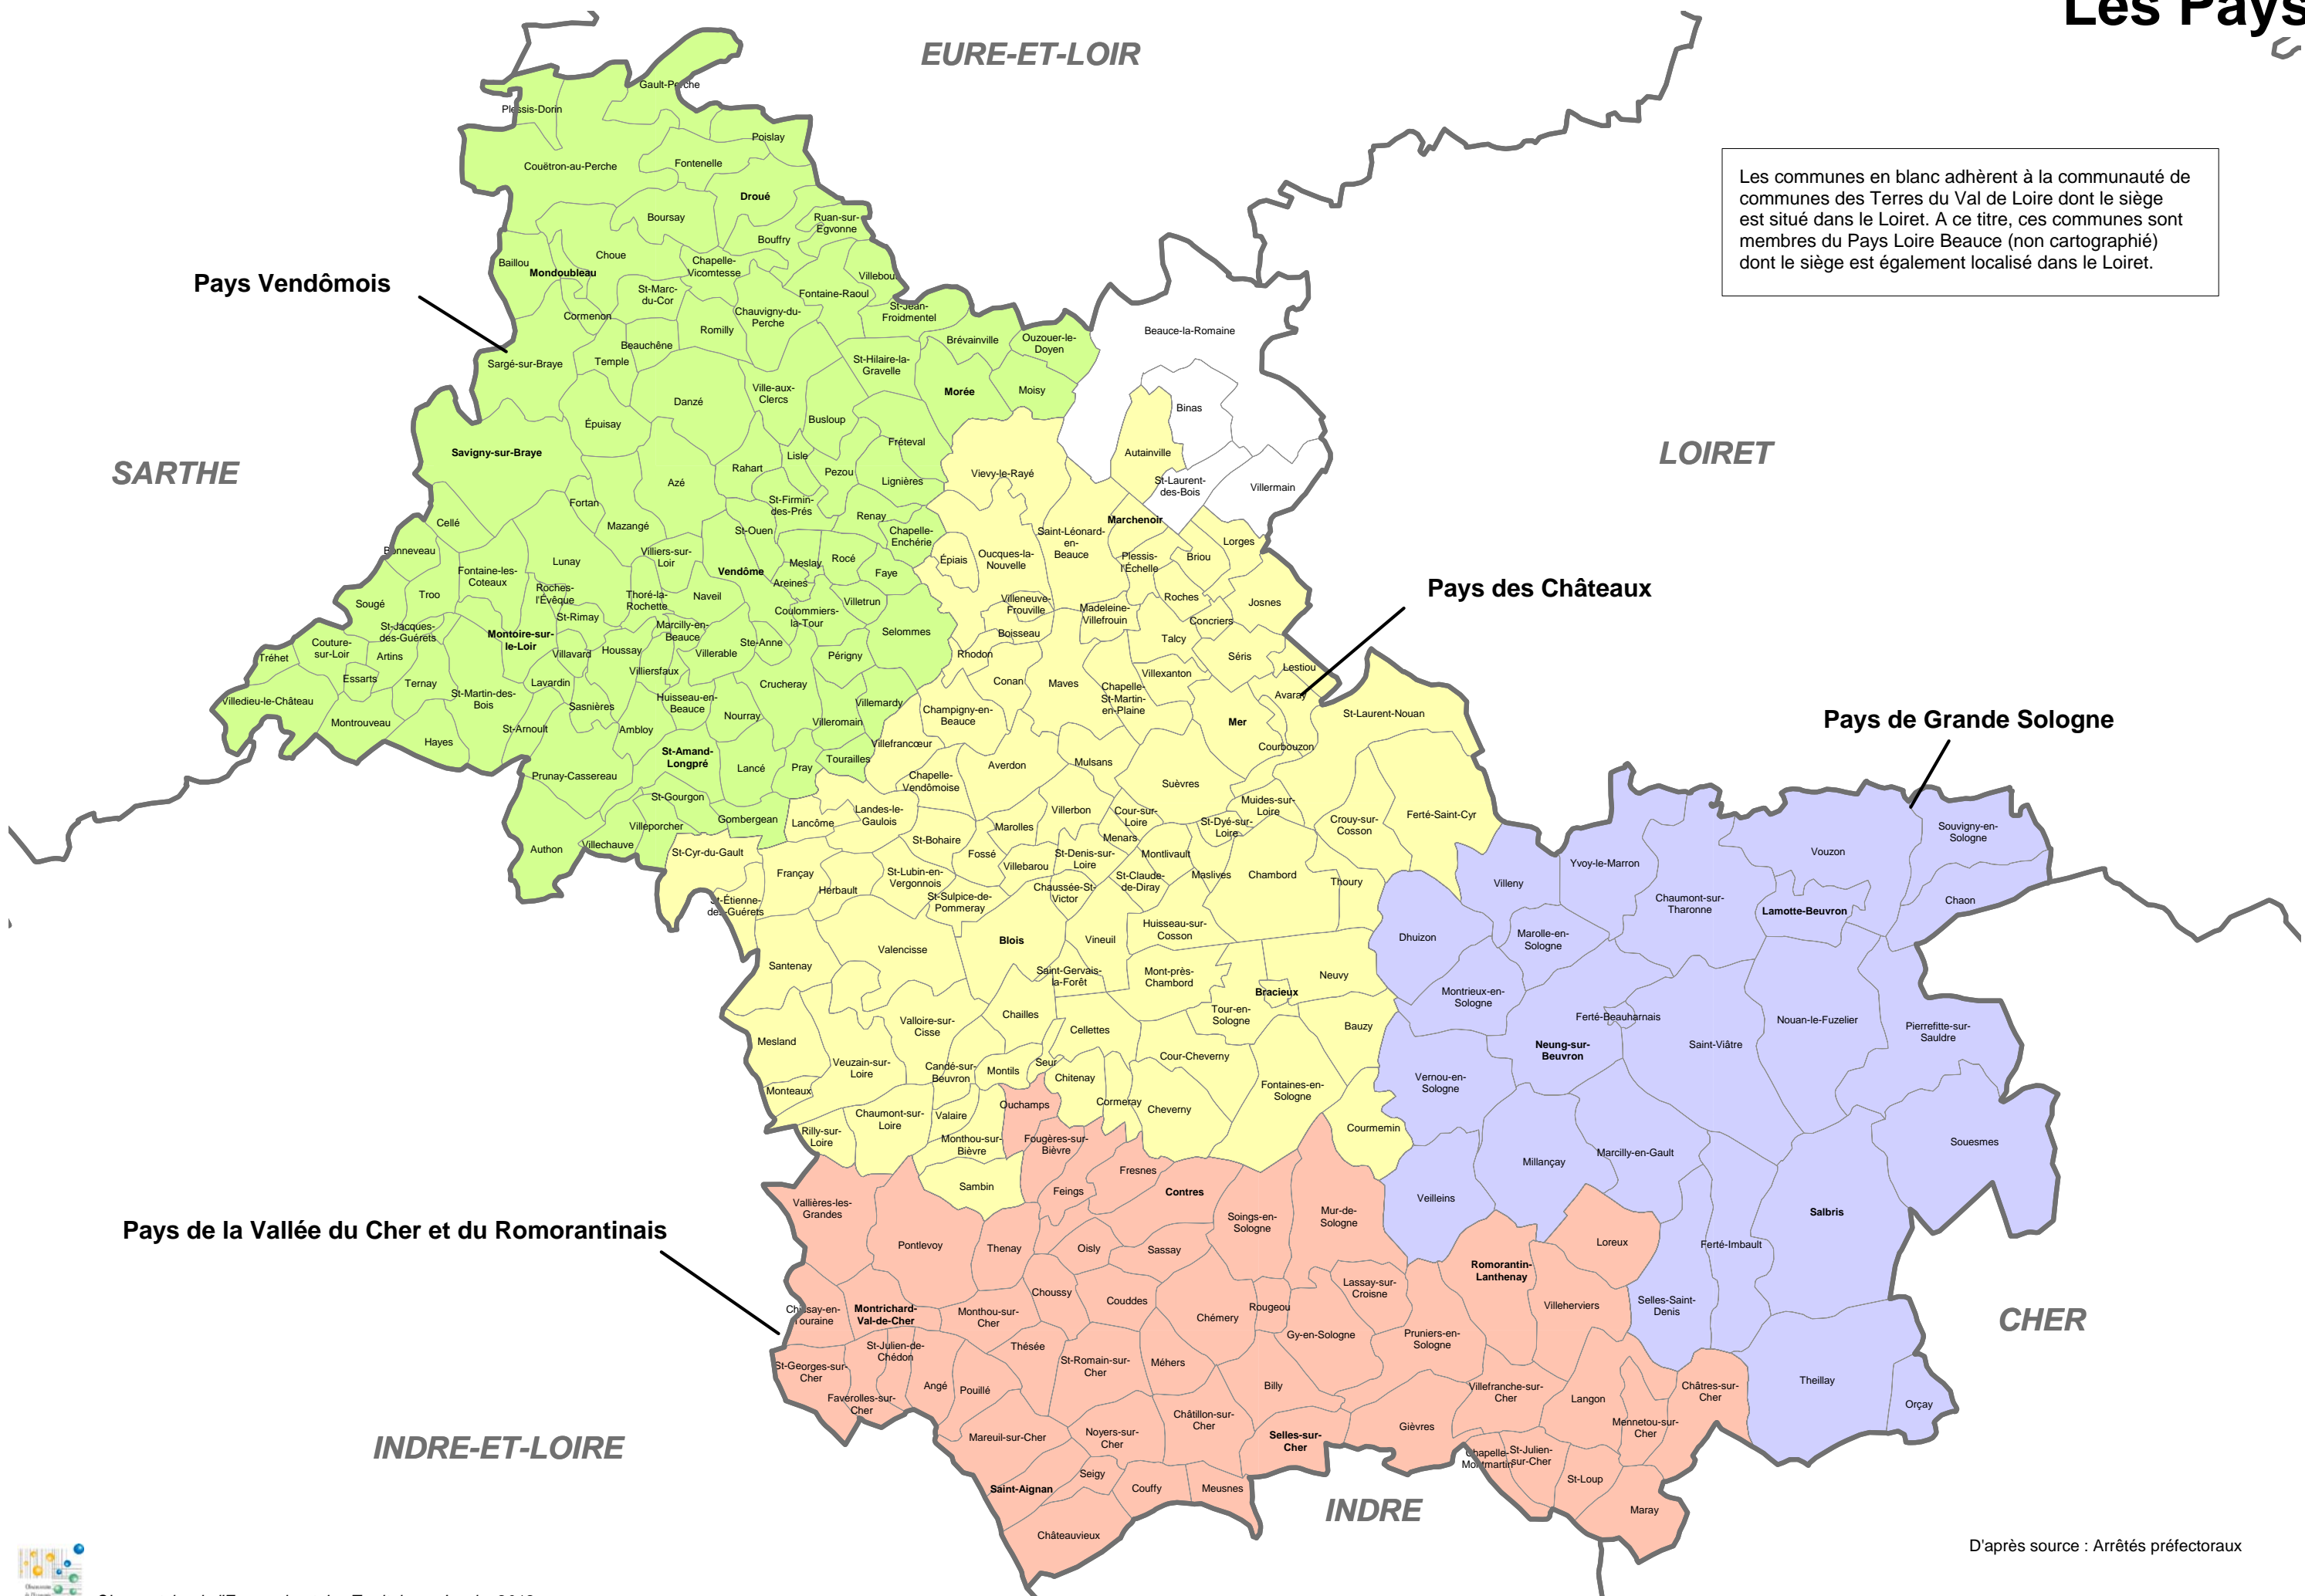 Les Pays
EURE-ET-LOIR
Gault-Perche
Plessis-Dorin
Poislay
Couëtron-au-Perche
Fontenelle
Les communes en blanc adhèrent à la communauté de
communes des Terres du Val de Loire dont le siège
est situé dans le Loiret. A ce titre, ces communes sont
membres du Pays Loire Beauce (non cartographié)
dont le siège est également localisé dans le Loiret.
Droué
Boursay
Ruan-sur-
Egvonne
Bouffry
Choue
Baillou
Mondoubleau
Chapelle-
Vicomtesse
Pays Vendômois
St-Marc-
du-Cor
Fontaine-Raoul
St-Jean-
Froidmentel
Cormenon
Chauvigny-du-
Perche
Romilly
Beauce-la-Romaine
Brévainville
Ouzouer-le-
Doyen
Beauchêne
Temple
Sargé-sur-Braye
St-Hilaire-la-
Gravelle
Morée
Moisy
Ville-aux-
Clercs
Danzé
Binas
Busloup
Épuisay
Fréteval
Savigny-sur-Braye
Autainville
LOIRET
SARTHE
Lisle
Rahart
Pezou
Vievy-le-Rayé
Azé
Lignières
St-Laurent-
des-Bois
Villermain
Fortan
St-Firmin-
des-Prés
Renay
Marchenoir
Cellé
Mazangé
St-Ouen
Chapelle-
Enchérie
Saint-Léonard-
en-
Beauce
Lorges
Bonneveau
Villiers-sur-
Loir
Lunay
Meslay
Rocé
Épiais
Oucques-la-
Nouvelle
Plessis-
l'Échelle
Briou
Fontaine-les-
Coteaux
Vendôme
Areines
Faye
Pays des Châteaux
Troo
Sougé
Roches-
l'Évêque
Thoré-la-
Rochette
Naveil
Villetrun
Villeneuve-
Frouville
Roches
Josnes
St-Rimay
Coulommiers-
la-Tour
Madeleine-
Villefrouin
Concriers
St-Jacques-
des-Guérets
Montoire-sur-
le-Loir
Marcilly-en-
Beauce
Selommes
Boisseau
Talcy
Couture-
sur-Loir
Tréhet
Artins
Villavard
Houssay
Villerable
Ste-Anne
Périgny
Rhodon
Séris
Lestiou
Essarts
Ternay
Lavardin
Villiersfaux
Crucheray
Conan
Maves
Villexanton
Avaray
Villedieu-le-Château
St-Martin-des-
Bois
Sasnières
Huisseau-en-
Beauce
Nourray
Villemardy
Champigny-en-
Beauce
Chapelle-
St-Martin-
en-Plaine
Mer
St-Laurent-Nouan
Pays de Grande Sologne
Montrouveau
Hayes
St-Arnoult
Ambloy
Villeromain
Villefrancœur
Courbouzon
St-Amand-
Longpré
Lancé
Pray
Tourailles
Averdon
Mulsans
Prunay-Cassereau
Chapelle-
Vendômoise
Suèvres
St-Gourgon
Gombergean
Lancôme
Landes-le-
Gaulois
Villerbon
Cour-sur-
Loire
Muides-sur-
Loire
St-Dyé-sur-
Loire
Crouy-sur-
Cosson
Ferté-Saint-Cyr
Villeporcher
Marolles
Menars
Souvigny-en-
Sologne
Authon
Villechauve
St-Cyr-du-Gault
St-Bohaire
Fossé
Villebarou
St-Denis-sur-
Loire
Montlivault
Vouzon
Yvoy-le-Marron
Françay
Herbault
St-Lubin-en-
Vergonnois
St-Sulpice-de-
Pommeray
Chaussée-St-
Victor
St-Claude-
de-Diray
Maslives
Chambord
Thoury
Villeny
Chaumont-sur-
Tharonne
Lamotte-Beuvron
Chaon
St-Étienne-
des-Guérets
Blois
Vineuil
Huisseau-sur-
Cosson
Dhuizon
Marolle-en-
Sologne
Valencisse
Santenay
Saint-Gervais-
la-Forêt
Mont-près-
Chambord
Neuvy
Bracieux
Montrieux-en-
Sologne
Tour-en-
Sologne
Chailles
Valloire-sur-
Cisse
Cellettes
Bauzy
Ferté-Beauharnais
Nouan-le-Fuzelier
Pierrefitte-sur-
Sauldre
Mesland
Neung-sur-
Beuvron
Saint-Viâtre
Veuzain-sur-
Loire
Candé-sur-
Beuvron
Montils
Seur
Chitenay
Cour-Cheverny
Vernou-en-
Sologne
Monteaux
Fontaines-en-
Sologne
Ouchamps
Cormeray
Cheverny
Chaumont-sur-
Loire
Valaire
Rilly-sur-
Loire
Monthou-sur-
Bièvre
Fougères-sur-
Bièvre
Courmemin
Souesmes
Millançay
Marcilly-en-Gault
Sambin
Fresnes
Feings
Contres
Veilleins
Vallières-les-
Grandes
Soings-en-
Sologne
Mur-de-
Sologne
Salbris
Pays de la Vallée du Cher et du Romorantinais
Pontlevoy
Thenay
Oisly
Sassay
Loreux
Ferté-Imbault
Romorantin-
Lanthenay
Lassay-sur-
Croisne
Choussy
Couddes
Chissay-en-
Touraine
Montrichard-
Val-de-Cher
Monthou-sur-
Cher
Chémery
Rougeou
Villeherviers
Selles-Saint-
Denis
CHER
Gy-en-Sologne
Pruniers-en-
Sologne
St-Julien-de-
Chédon
Thésée
St-Georges-sur-
Cher
St-Romain-sur-
Cher
Méhers
Angé
Pouillé
Billy
Villefranche-sur-
Cher
Langon
Châtres-sur-
Cher
Theillay
Faverolles-sur-
Cher
Orçay
Châtillon-sur-
Cher
Gièvres
Mennetou-sur-
Cher
INDRE-ET-LOIRE
Mareuil-sur-Cher
Noyers-sur-
Cher
Selles-sur-
Cher
Chapelle-
Montmartin
St-Julien-
sur-Cher
Seigy
St-Loup
Saint-Aignan
Couffy
Meusnes
INDRE
Maray
Châteauvieux
D'après source : Arrêtés préfectoraux